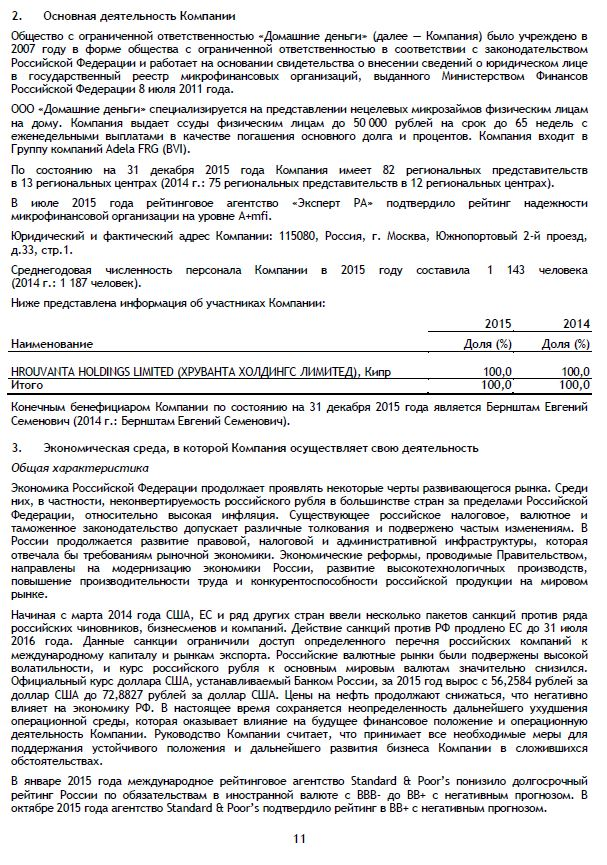 2. Основная деятельность Компании
Общество с ограниченной ответственностью «Домашние деньги» (далее — Компания) было учреждено в
2007 году в форме общества с ограниченной ответственностью в соответствии с законодательством
Российской Федерации и работает на основании свидетельства о внесении сведений о юридическом лице
в государственный реестр микрофинансовых организаций, выданного Министерством Финансов
Российской Федерации 8 июля 2011 года.
ООО «Домашние деньги» специализируется на представлении нецелевых микрозаймов физическим лицам
на дому. Компания выдает ссуды физическим лицам до 50 000 рублей на срок до 65 недель с
еженедельными выплатами в качестве погашения основного долга и процентов. Компания входит в
Группу компаний Adela FRG (BVI).
По состоянию на 31 декабря 2015 года Компания имеет 82 региональных представительств
в 13 региональных центрах (2014 г.: 75 региональных представительств в 12 региональных центрах).
В июле 2015 года рейтинговое агентство «Эксперт РА» подтвердило рейтинг надежности
микрофинансовой организации на уровне A+mfi.
Юридический и фактический адрес Компании: 115080, Россия, г. Москва, Южнопортовый 2-й проезд,
д.33, стр.1.
Среднегодовая численность персонала Компании в 2015 году составила 1 143 человека
(2014 г.: 1 187 человек).
Ниже представлена информация об участниках Компании:
2015 2014
Наименование Доля (%) Доля (%)
HROUVANTA HOLDINGS LIMITED (ХРУВАНТА ХОЛДИНГС ЛИМИТЕД), Кипр 100,0 100,0
Итого 100,0 100,0
Конечным бенефициаром Компании по состоянию на 31 декабря 2015 года является Бернштам Евгений
Семенович (2014 г.: Бернштам Евгений Семенович).
3. Экономическая среда, в которой Компания осуществляет свою деятельность
Общая характеристика
Экономика Российской Федерации продолжает проявлять некоторые черты развивающегося рынка. Среди
них, в частности, неконвертируемость российского рубля в большинстве стран за пределами Российской
Федерации, относительно высокая инфляция. Существующее российское налоговое, валютное и
таможенное законодательство допускает различные толкования и подвержено частым изменениям. В
России продолжается развитие правовой, налоговой и административной инфраструктуры, которая
отвечала бы требованиям рыночной экономики. Экономические реформы, проводимые Правительством,
направлены на модернизацию экономики России, развитие высокотехнологичных производств,
повышение производительности труда и конкурентоспособности российской продукции на мировом
рынке.
Начиная с марта 2014 года США, ЕС и ряд других стран ввели несколько пакетов санкций против ряда
российских чиновников, бизнесменов и компаний. Действие санкций против РФ продлено ЕС до 31 июля
2016 года. Данные санкции ограничили доступ определенного перечня российских компаний к
международному капиталу и рынкам экспорта. Российские валютные рынки были подвержены высокой
волатильности, и курс российского рубля к основным мировым валютам значительно снизился.
Официальный курс доллара США, устанавливаемый Банком России, за 2015 год вырос с 56,2584 рублей за
доллар США до 72,8827 рублей за доллар США. Цены на нефть продолжают снижаться, что негативно
влияет на экономику РФ. В настоящее время сохраняется неопределенность дальнейшего ухудшения
операционной среды, которая оказывает влияние на будущее финансовое положение и операционную
деятельность Компании. Руководство Компании считает, что принимает все необходимые меры для
поддержания устойчивого положения и дальнейшего развития бизнеса Компании в сложившихся
обстоятельствах.
В январе 2015 года международное рейтинговое агентство Standard & Poor’s понизило долгосрочный
рейтинг России по обязательствам в иностранной валюте с BBB- до BB+ с негативным прогнозом. В
октябре 2015 года агентство Standard & Poor’s подтвердило рейтинг в BB+ с негативным прогнозом.
11